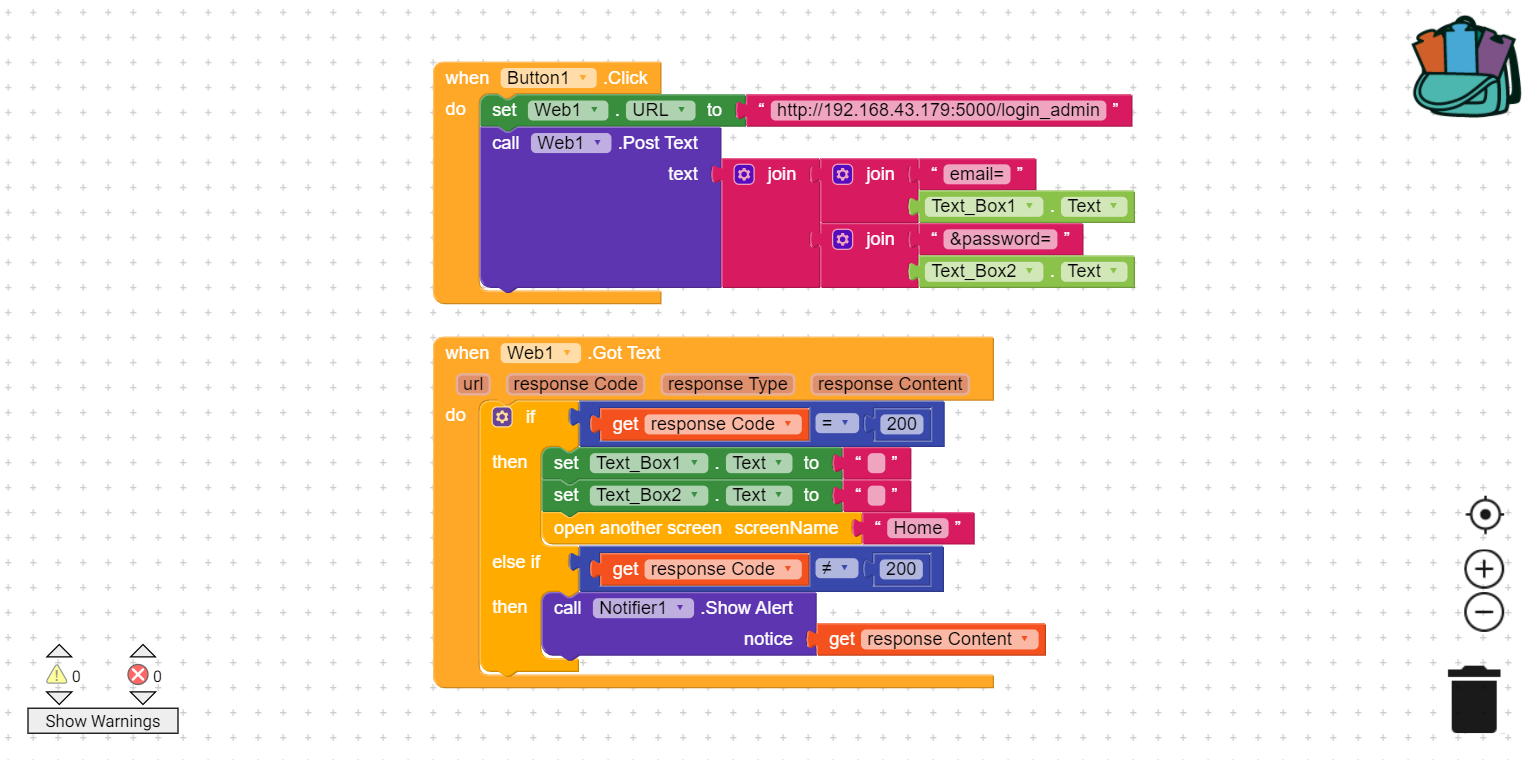 when Button1 .Click
do set Web1 . URL to “ http://192.168.43.179:5000/login_admin ”
call Web1 .Post Text
text join join “ email= ”
Text_Box1 . Text
join “ &password= ”
Text_Box2 . Text
when Web1 .Got Text
url response Code response Type response Content
do if get response Code = 200
then set Text_Box1 . Text to “ ”
set Text_Box2 . Text to “ ”
open another screen screenName “ Home ”
else if get response Code ≠ 200
then call Notifier1 .Show Alert
notice get response Content
0 0
Show Warnings